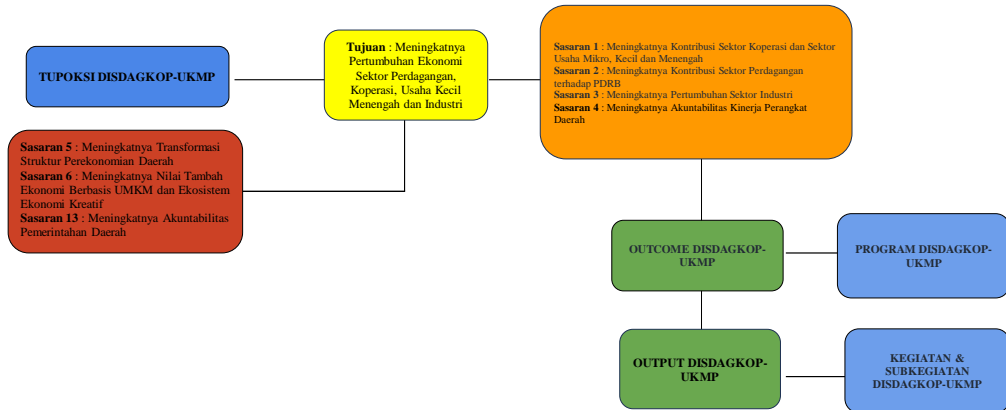 TUPOKSI DISDAGKOP-UKMP
Tujuan : Meningkatnya
Pertumbuhan Ekonomi
Sektor Perdagangan,
Koperasi, Usaha Kecil
Menengah dan Industri
Sasaran 1 : Meningkatnya Kontribusi Sektor Koperasi dan Sektor
Usaha Mikro, Kecil dan Menengah
Sasaran 2 : Meningkatnya Kontribusi Sektor Perdagangan
terhadap PDRB
Sasaran 3 : Meningkatnya Pertumbuhan Sektor Industri
Sasaran 4 : Meningkatnya Akuntabilitas Kinerja Perangkat
Daerah
Sasaran 5 : Meningkatnya Transformasi
Struktur Perekonomian Daerah
Sasaran 6 : Meningkatnya Nilai Tambah
Ekonomi Berbasis UMKM dan Ekosistem
Ekonomi Kreatif
Sasaran 13 : Meningkatnya Akuntabilitas
Pemerintahan Daerah
OUTCOME DISDAGKOP-
UKMP
PROGRAM DISDAGKOP-
UKMP
OUTPUT DISDAGKOP-
UKMP
KEGIATAN &
SUBKEGIATAN
DISDAGKOP-UKMP